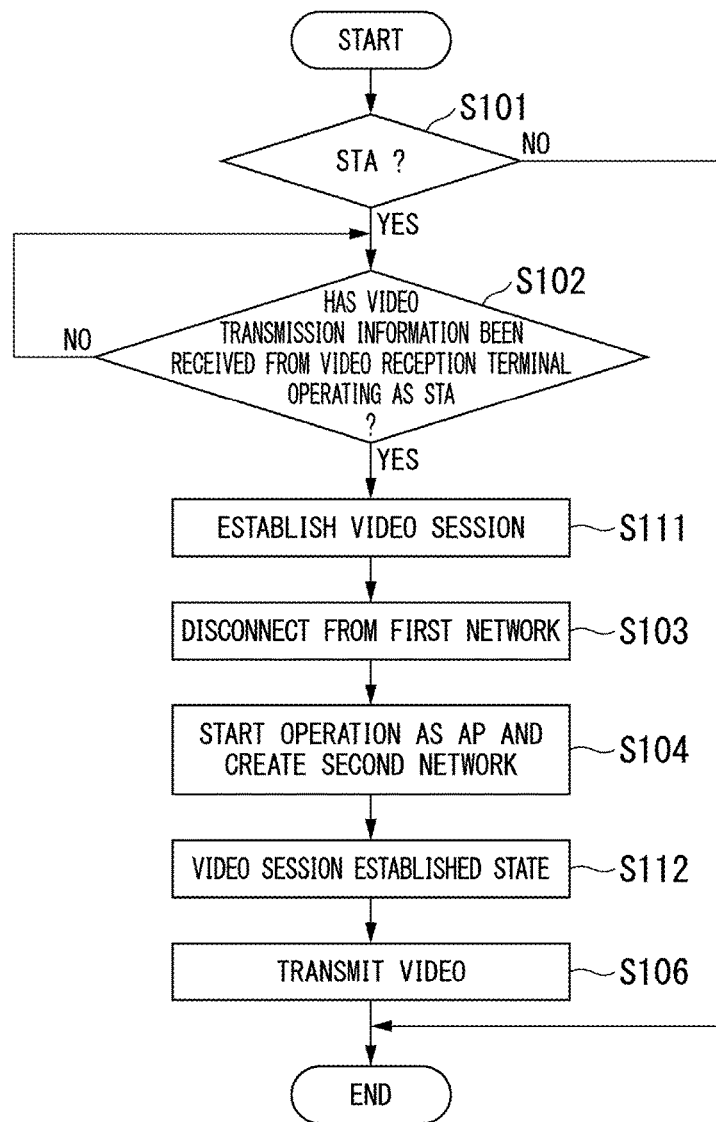 START
S101
STA ?
NO
YES
S102
HAS VIDEO
TRANSMISSION INFORMATION BEEN
RECEIVED FROM VIDEO RECEPTION TERMINAL
OPERATING AS STA
?
NO
YES
ESTABLISH VIDEO SESSION
S111
DISCONNECT FROM FIRST NETWORK
S103
START OPERATION AS AP AND
CREATE SECOND NETWORK
S104
VIDEO SESSION ESTABLISHED STATE
S112
TRANSMIT VIDEO
S106
END